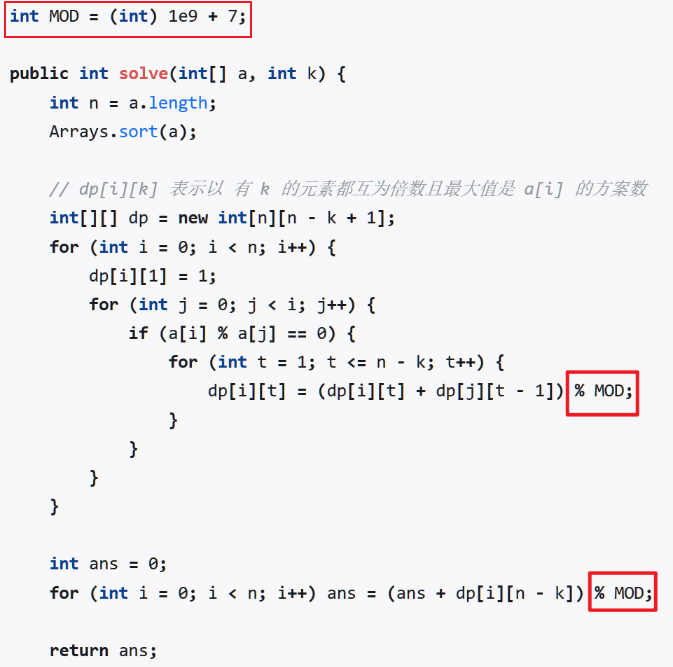 int MOD = (int) 1e9 + 7;
public int solve(int[] a, int k) {
int n = a.length;
Arrays.sort(a);
// dp[i][k] 表示以 有 k 的元素都互为倍数且最大值是 a[i] 的方案数
int[][] dp = new int[n][n - k + 1];
for (int i = 0; i < n; i++) {
dp[i][1] = 1;
for (int j = 0; j < i; j++) {
if (a[i] % a[j] == 0) {
for (int t = 1; t <= n - k; t++) {
dp[i][t] = (dp[i][t] + dp[j][t - 1]) % MOD;
}
}
}
}
int ans = 0;
for (int i = 0; i < n; i++) ans = (ans + dp[i][n - k]) % MOD;
return ans;